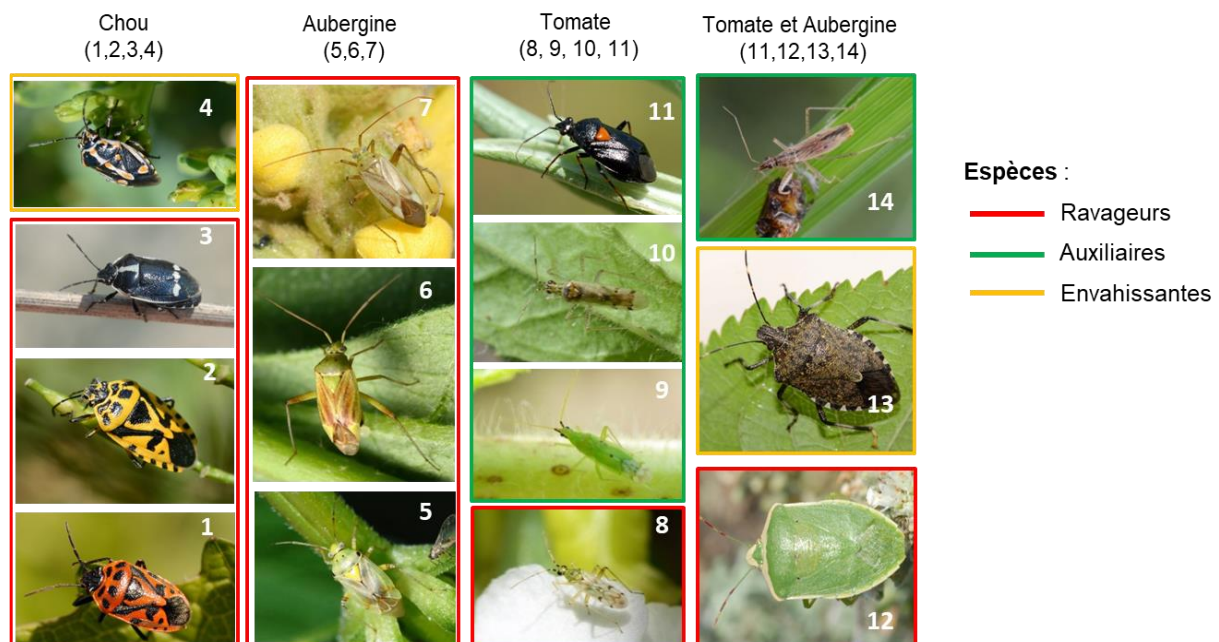 Chou
(1,2,3,4)
Aubergine
(5,6,7)
Tomate
(8, 9, 10, 11)
Tomate et Aubergine
(11,12,13,14)
4
3
2
1
7
6
5
11
10
9
8
14
13
12
Espèces :
Ravageurs
Auxiliaires
Envahissantes